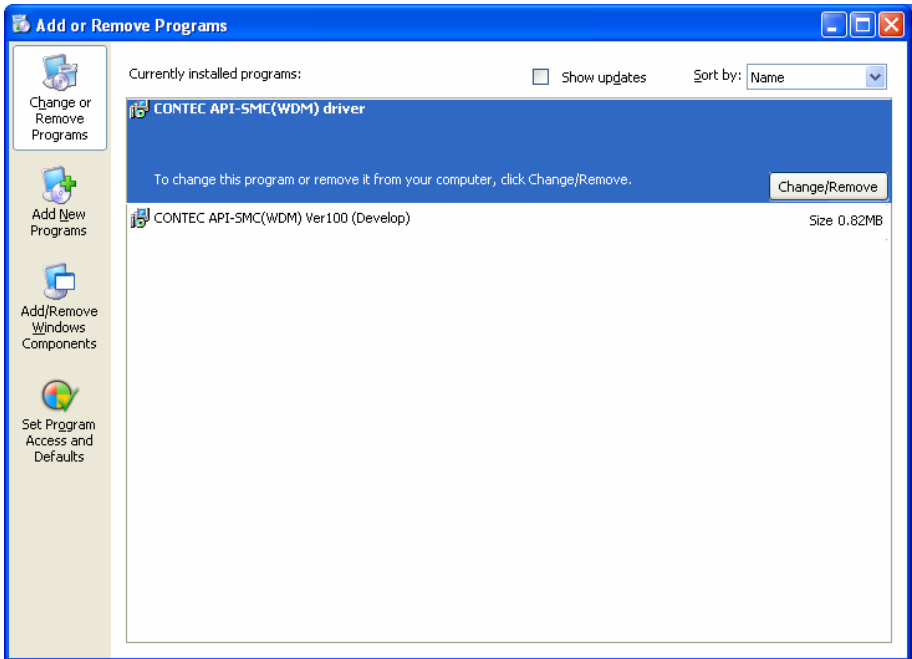 Add or Remove Programs
Change or
Remove
Programs
Add New
Programs
Add/Remove
Windows
Components
Set Program
Access and
Defaults
Currently installed programs:
Show updates
Sort by: Name
CONTEC API-SMC(WDM) driver
To change this program or remove it from your computer, click Change/Remove.
Change/Remove
CONTEC API-SMC(WDM) Ver100 (Develop)
Size 0.82MB